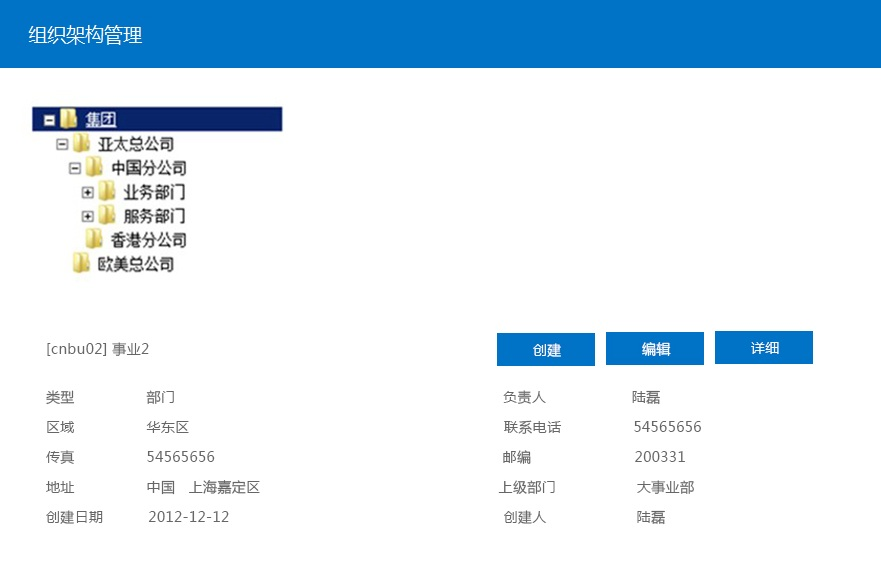 组织架构管理
集团
亚太总公司
中国分公司
业务部门
服务部门
香港分公司
欧美总公司
[cnbu02] 事业2
创建 编辑 详细
类型 部门 负责人 陆磊
区域 华东区 联系电话 54565656
传真 54565656 邮编 200331
地址 中国 上海嘉定区 上级部门 大事业部
创建日期 2012-12-12 创建人 陆磊